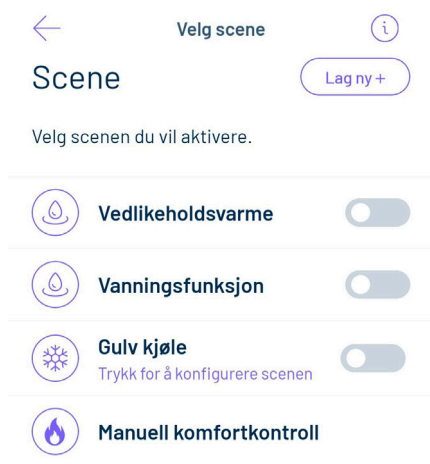 Velg scene
Scene
Lag ny +
Velg scenen du vil aktivere.
Vedlikeholdsvarme
Vanningsfunksjon
Gulv kjøle
Trykk for å konfigurere scenen
Manuell komfortkontroll